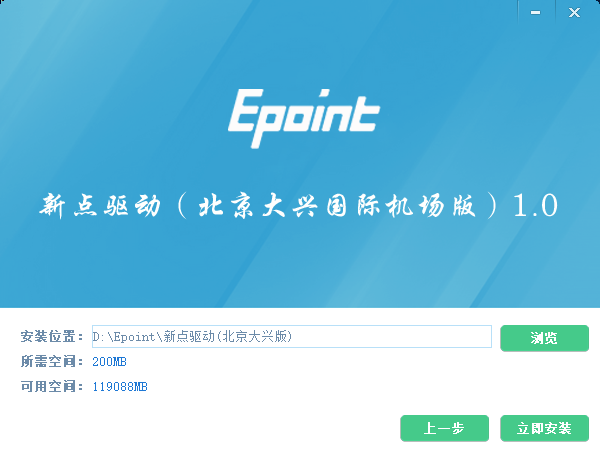 Epoint
新点驱动（北京大兴国际机场版）1.0
安装位置： D:\Epoint\新点驱动(北京大兴版) 浏览
所需空间： 200MB
可用空间： 119088MB
上一步 立即安装